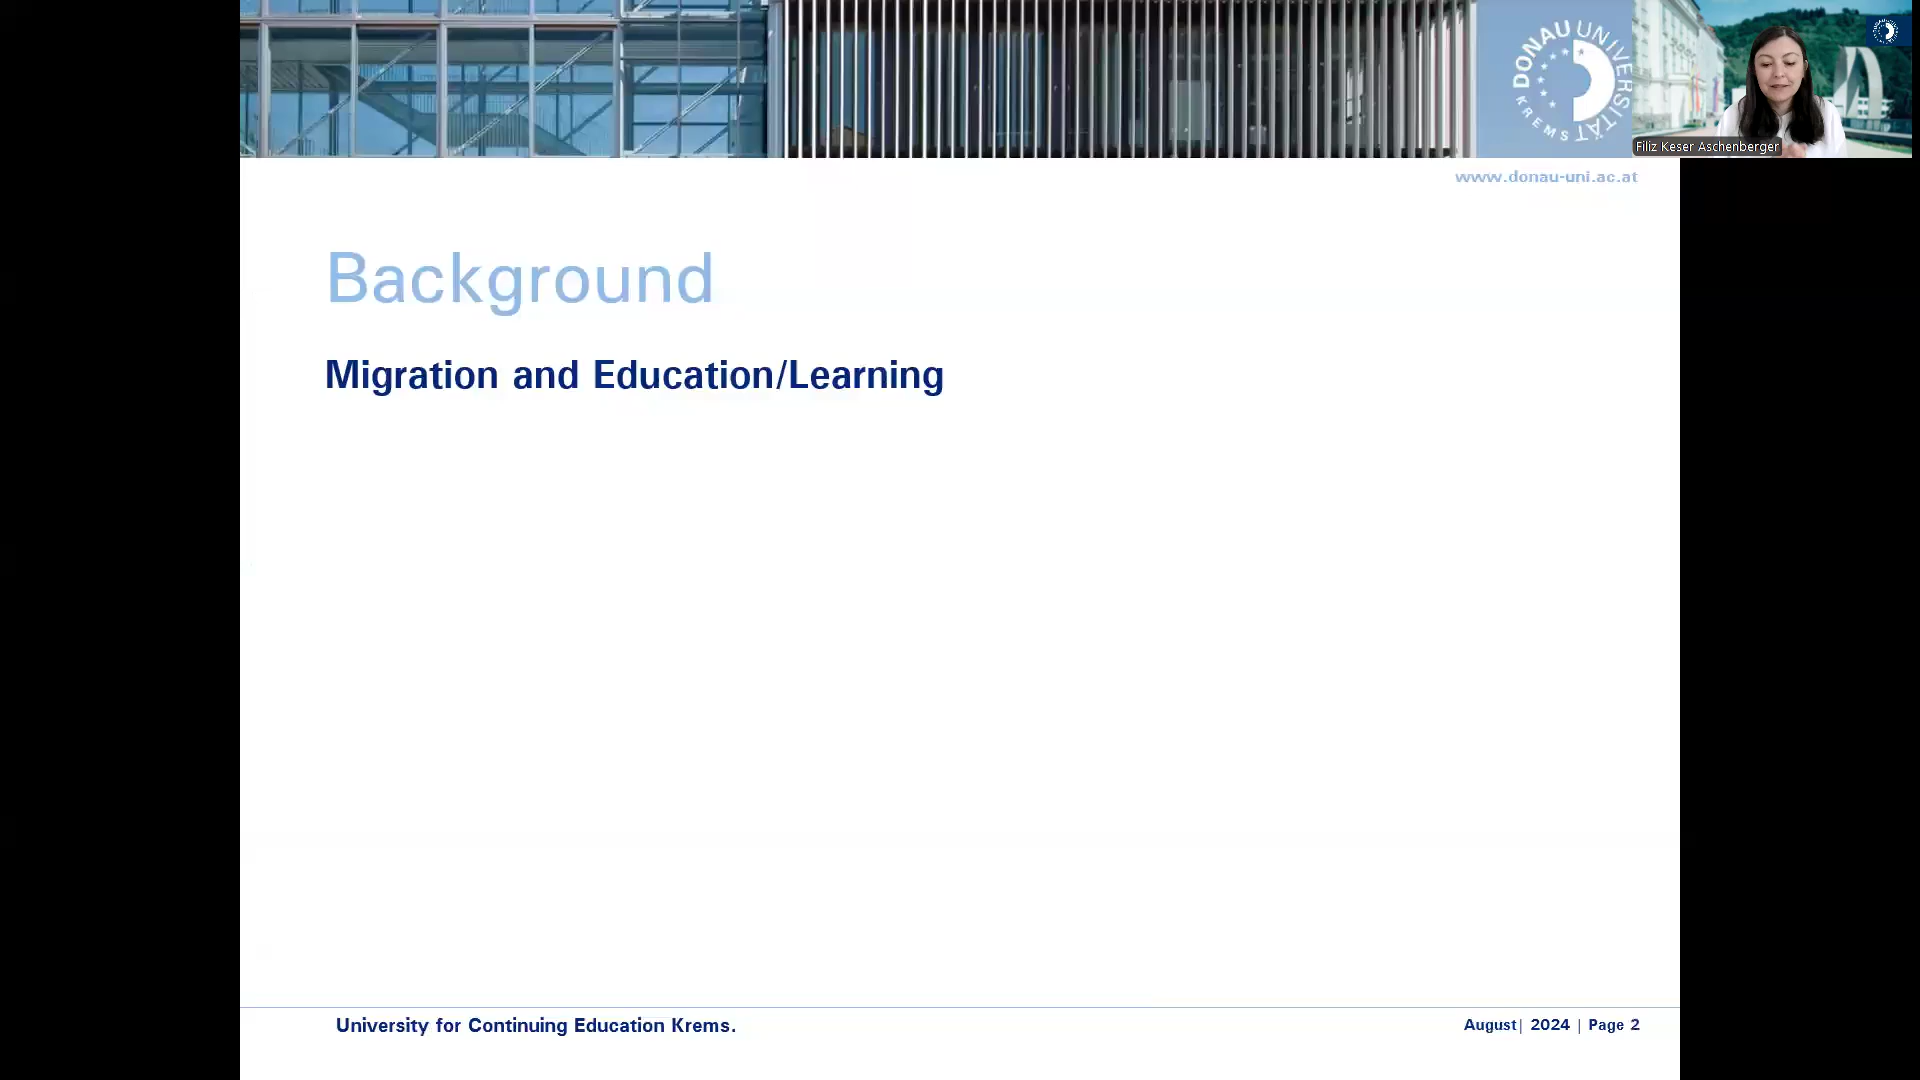 DONAU UNIVERSITÄT
KREMS
Filiz Keser Aschenberger
www.donau-uni.ac.at
Background
Migration and Education/Learning
University for Continuing Education Krems.
August| 2024 | Page 2